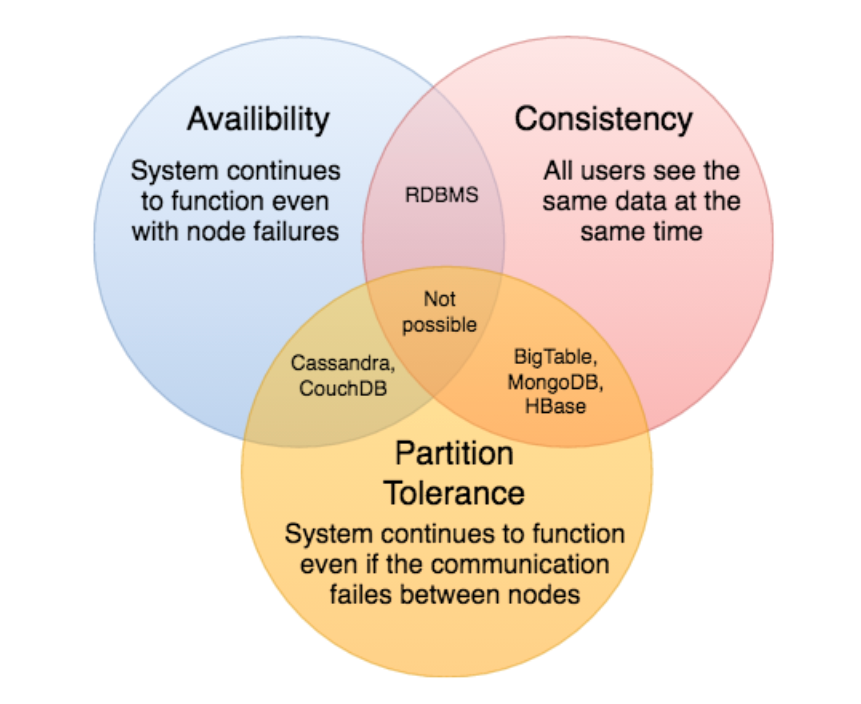 Availibility
System continues
to function even
with node failures
Consistency
All users see the
same data at the
same time
RDBMS
Not
possible
Cassandra,
CouchDB
BigTable,
MongoDB,
HBase
Partition
Tolerance
System continues to function
even if the communication
failes between nodes